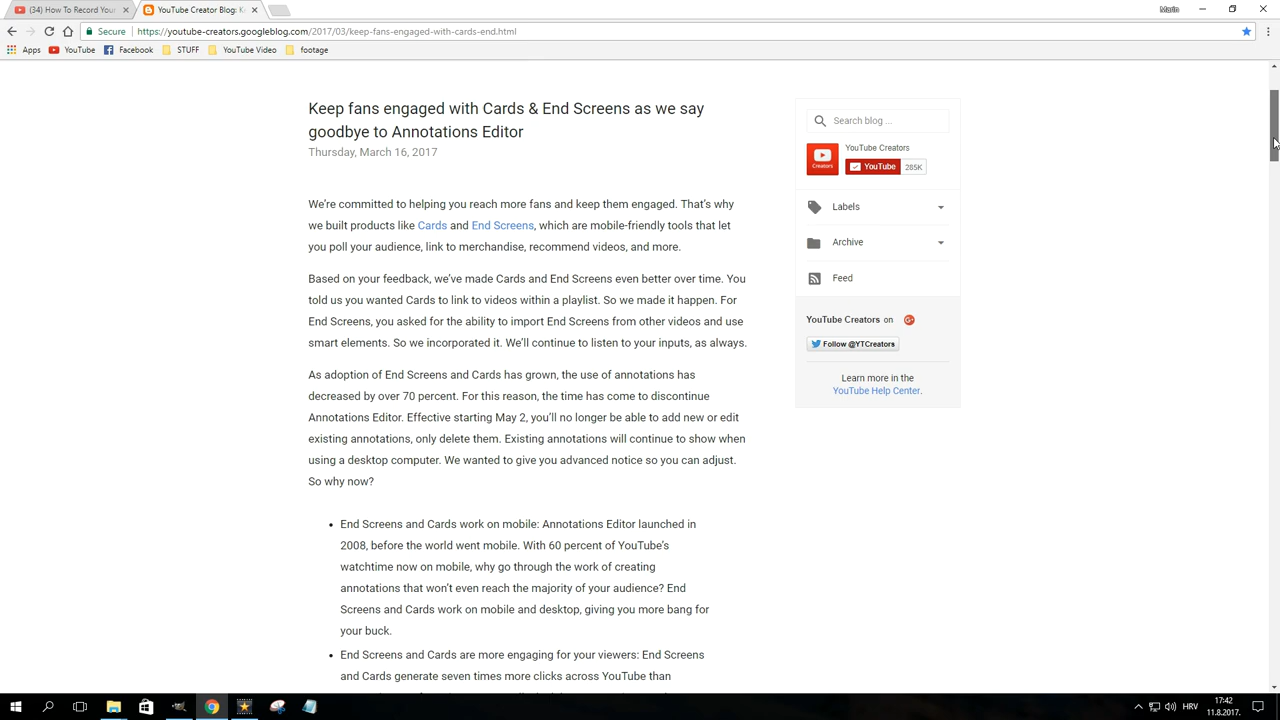 (34) How To Record Your
YouTube Creator Blog: K
Marin
Secure
https://youtube-creators.googleblog.com/2017/03/keep-fans-engaged-with-cards-end.html
Apps
YouTube
Facebook
STUFF
YouTube Video
footage
Keep fans engaged with Cards & End Screens as we say
goodbye to Annotations Editor
Thursday, March 16, 2017
We're committed to helping you reach more fans and keep them engaged. That's why
we built products like Cards and End Screens, which are mobile-friendly tools that let
you poll your audience, link to merchandise, recommend videos, and more.
Based on your feedback, we've made Cards and End Screens even better over time. You
told us you wanted Cards to link to videos within a playlist. So we made it happen. For
End Screens, you asked for the ability to import End Screens from other videos and use
smart elements. So we incorporated it. We'll continue to listen to your inputs, as always.
As adoption of End Screens and Cards has grown, the use of annotations has
decreased by over 70 percent. For this reason, the time has come to discontinue
Annotations Editor. Effective starting May 2, you'll no longer be able to add new or edit
existing annotations, only delete them. Existing annotations will continue to show when
using a desktop computer. We wanted to give you advanced notice so you can adjust.
So why now?
• End Screens and Cards work on mobile: Annotations Editor launched in
2008, before the world went mobile. With 60 percent of YouTube's
watchtime now on mobile, why go through the work of creating
annotations that won't even reach the majority of your audience? End
Screens and Cards work on mobile and desktop, giving you more bang for
your buck.
• End Screens and Cards are more engaging for your viewers: End Screens
and Cards generate seven times more clicks across YouTube than
Search blog ...
Creators
YouTube Creators
YouTube
285K
Labels
Archive
Feed
YouTube Creators on
Follow @YTCreators
Learn more in the
YouTube Help Center.
HRV
17:42
11.8.2017.